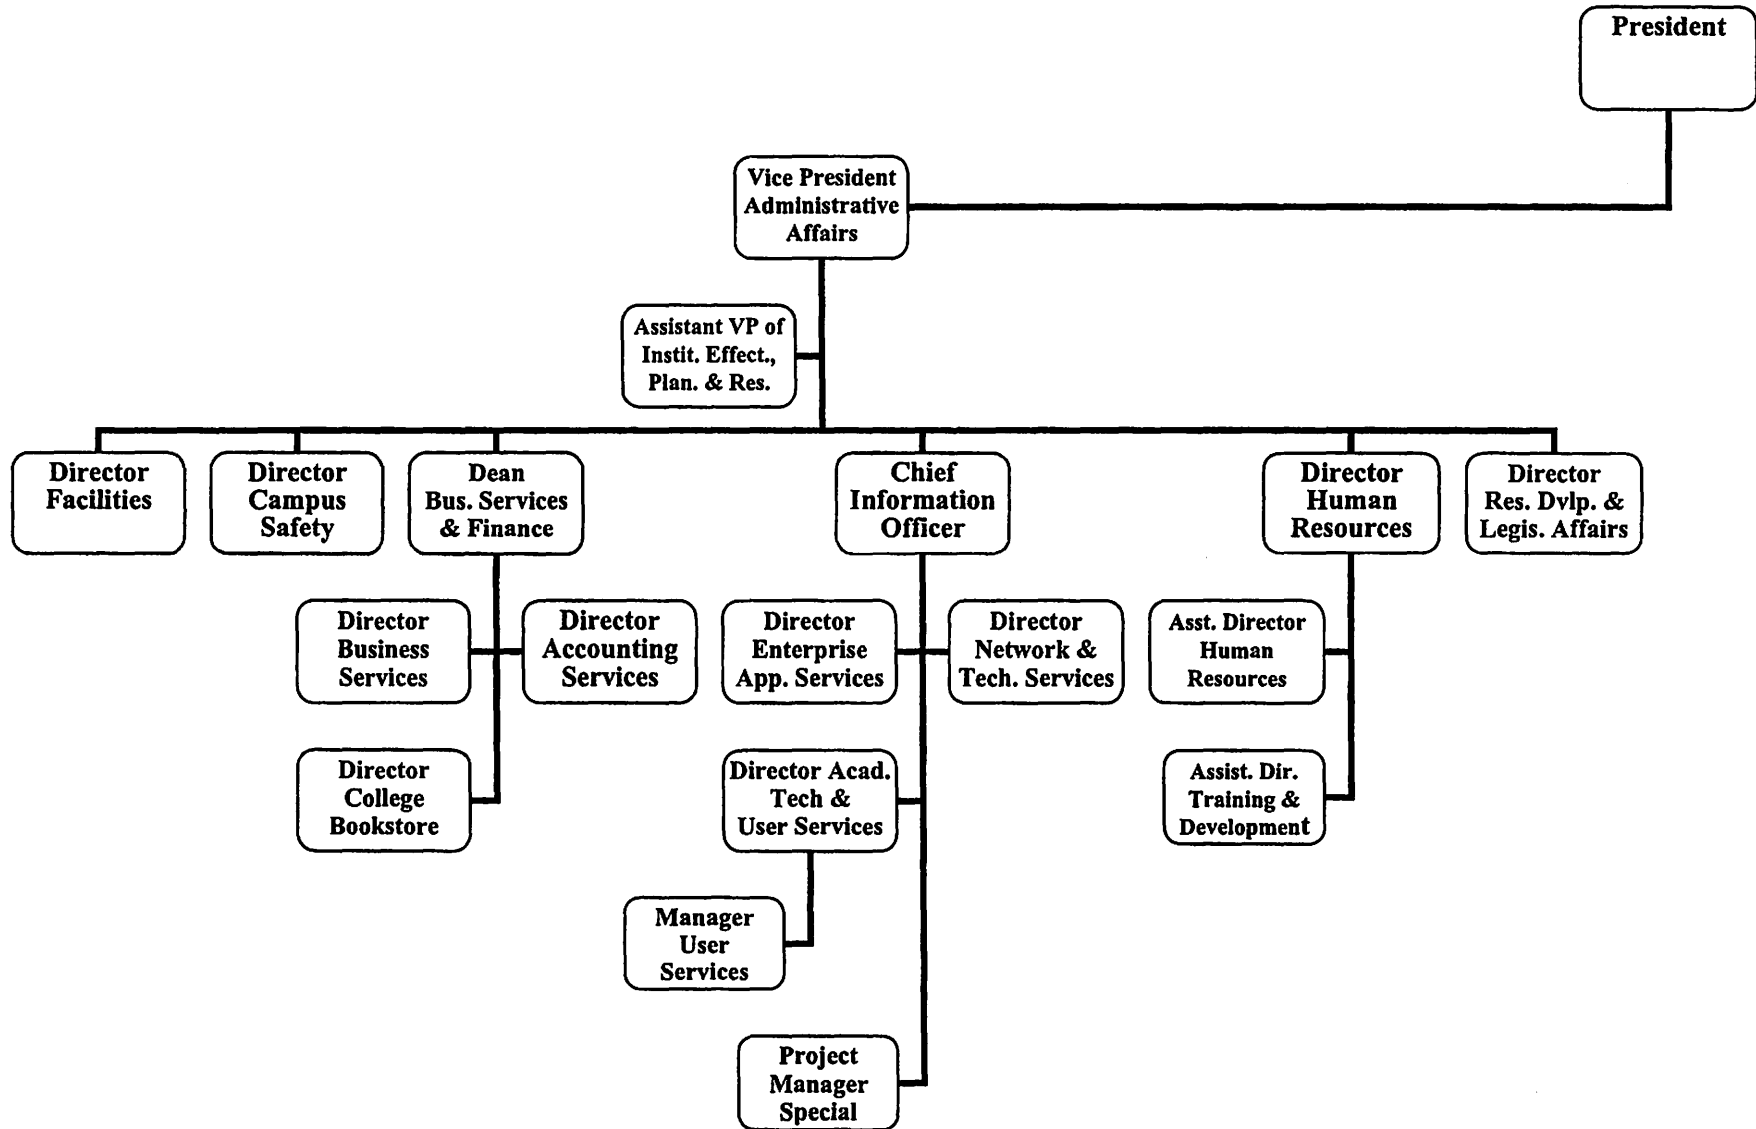 President
Vice President
Administrative
Affairs
Assistant VP of
Instit. Effect.,
Plan. & Res.
Director
Facilities
Director
Campus
Safety
Dean
Bus. Services
& Finance
Chief
Information
Officer
Director
Human
Resources
Director
Res. Dvlp. &
Legis. Affairs
Director
Business
Services
Director
Accounting
Services
Director
Enterprise
App. Services
Director
Network &
Tech. Services
Asst. Director
Human
Resources
Director
College
Bookstore
Director Acad.
Tech &
User Services
Assist. Dir.
Training &
Development
Manager
User
Services
Project
Manager
Special